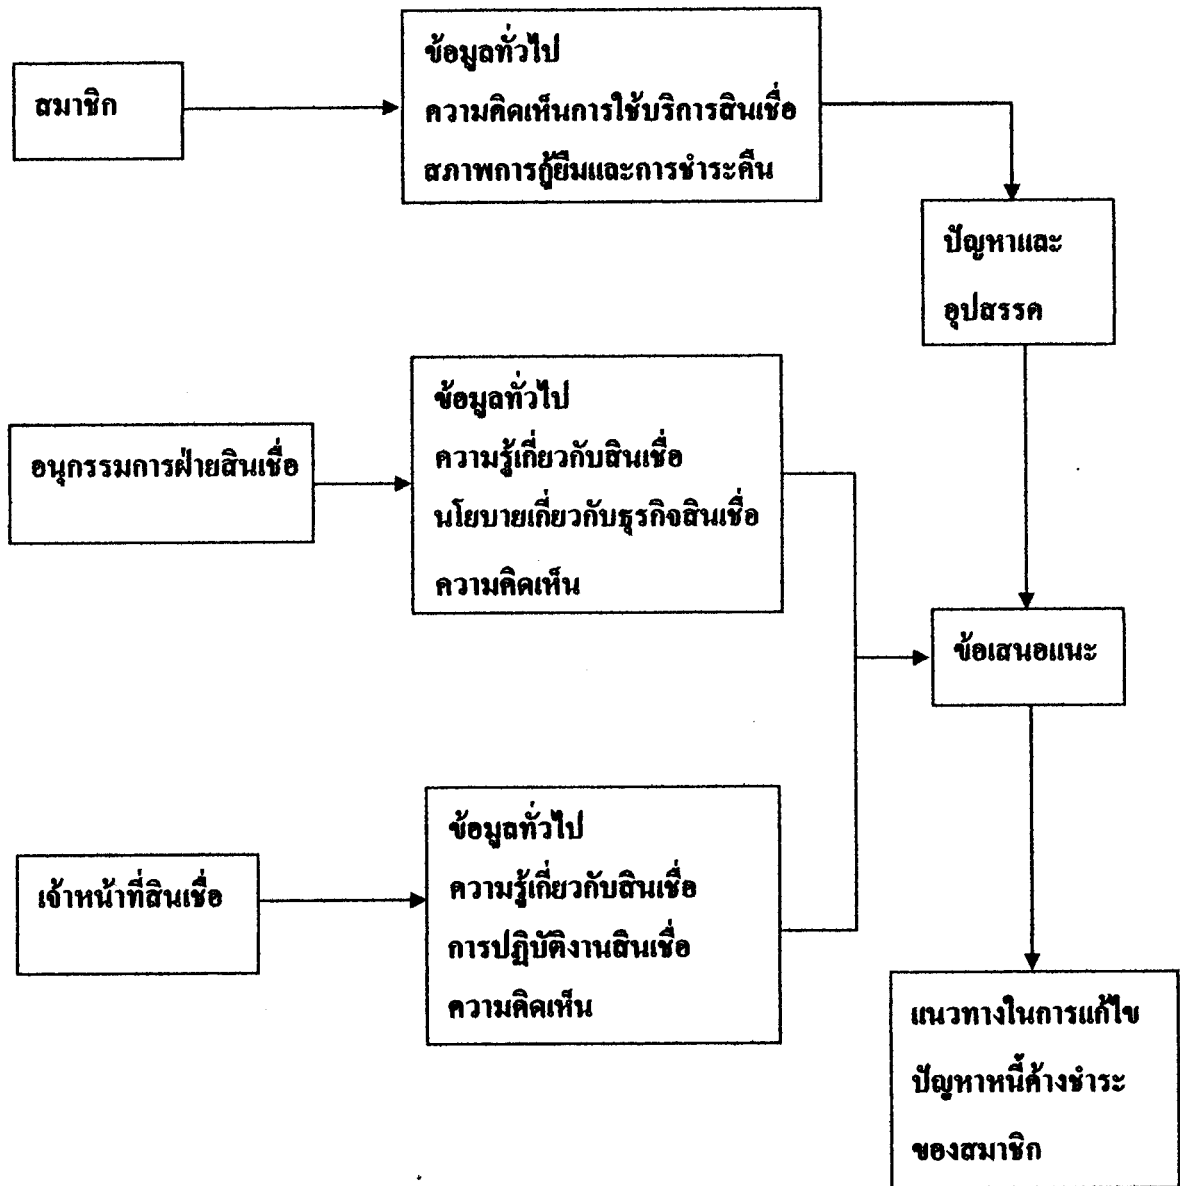 สมาชิก
ข้อมูลทั่วไป
ความคิดเห็นการใช้บริการสินเชื่อ
สภาพการกู้ยืมและการชำระคืน
ปัญหาและ
อุปสรรค
อนุกรรมการฝ่ายสินเชื่อ
ข้อมูลทั่วไป
ความรู้เกี่ยวกับสินเชื่อ
นโยบายเกี่ยวกับธุรกิจสินเชื่อ
ความคิดเห็น
ข้อเสนอแนะ
เจ้าหน้าที่สินเชื่อ
ข้อมูลทั่วไป
ความรู้เกี่ยวกับสินเชื่อ
การปฏิบัติงานสินเชื่อ
ความคิดเห็น
แนวทางในการแก้ไข
ปัญหาหนี้ค้างชำระ
ของสมาชิก